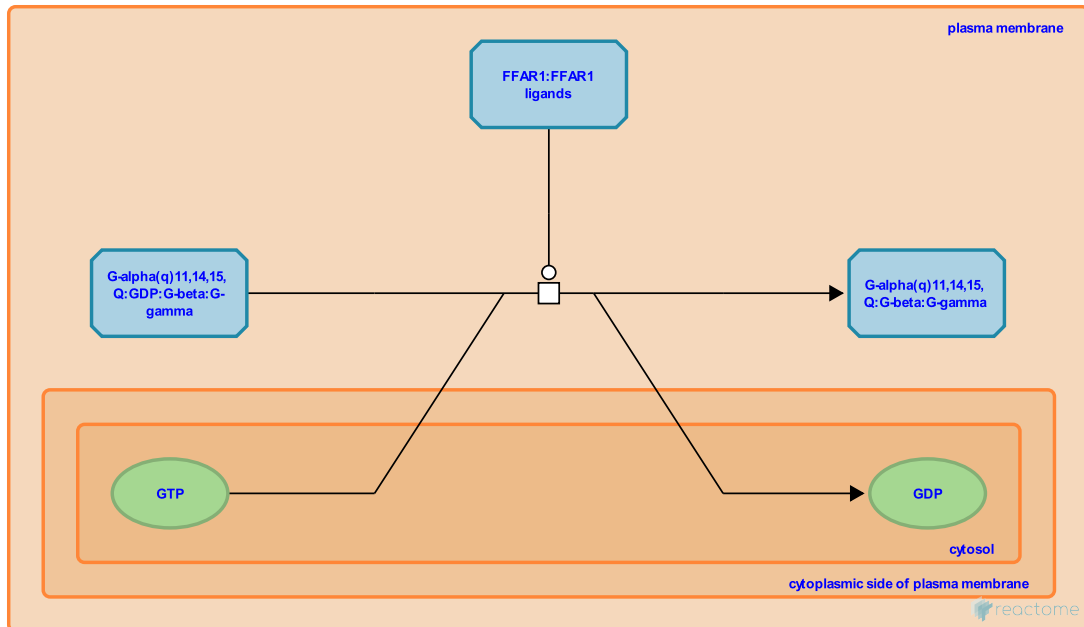 plasma membrane
FFAR1:FFAR1
ligands
G-alpha(q)11,14,15,
Q:GDP:G-beta:G-
gamma
G-alpha(q)11,14,15,
Q:G-beta:G-gamma
GTP
GDP
cytosol
cytoplasmic side of plasma membrane
reactome